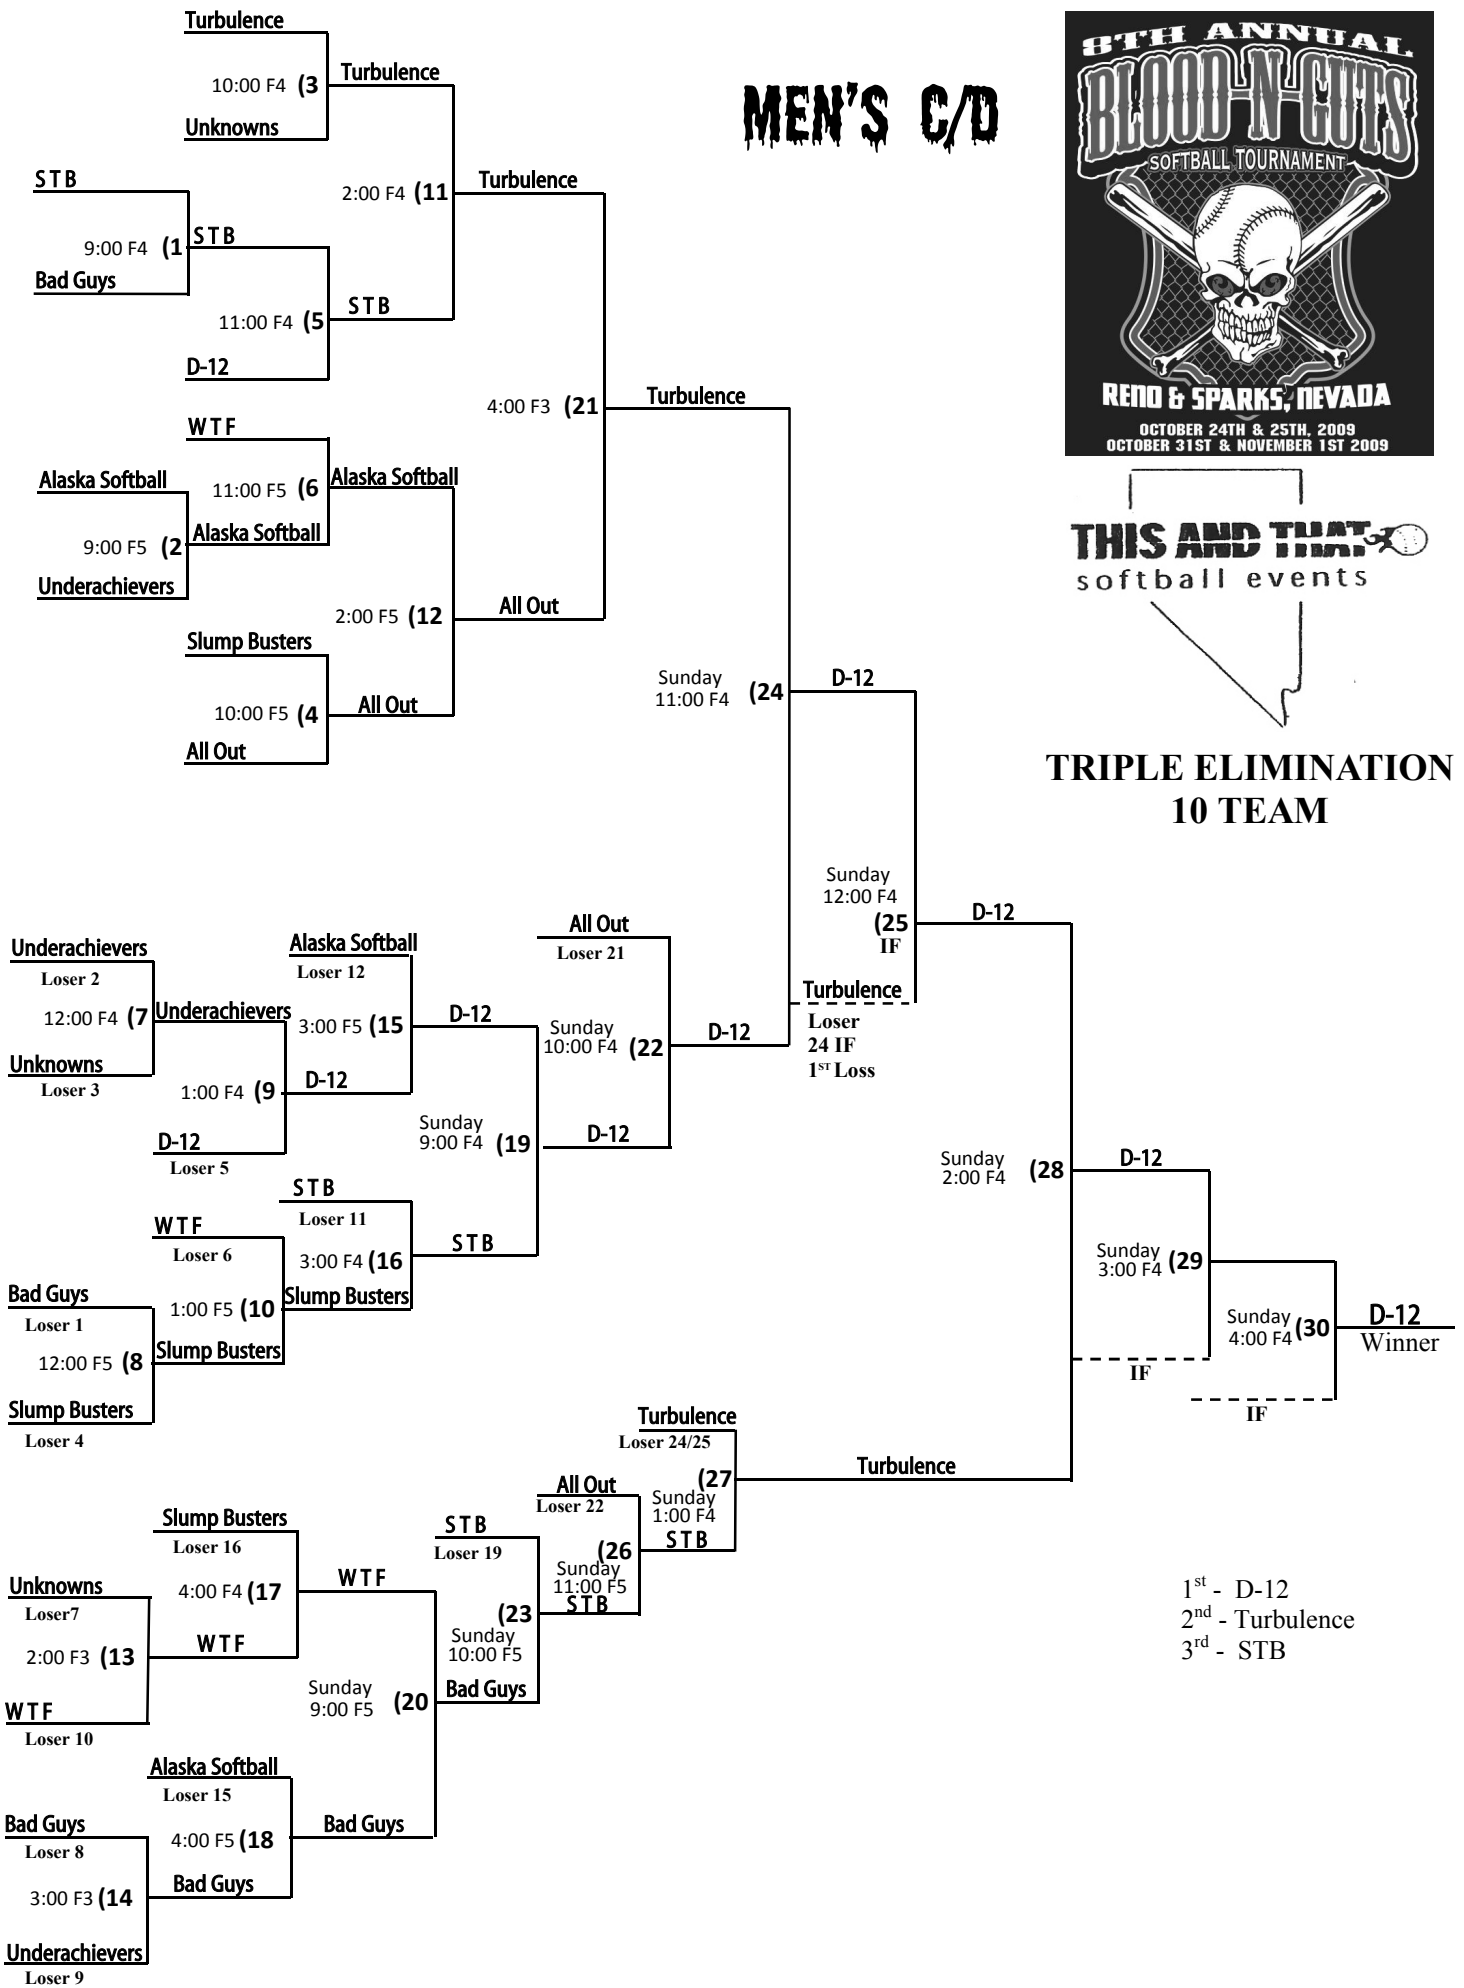 Turbulence
10:00 F4 (3
Turbulence
Unknowns
STB
9:00 F4 (1
STB
Bad Guys
2:00 F4 (11
Turbulence
11:00 F4 (5
STB
D-12
WTF
Alaska Softball
11:00 F5 (6
Alaska Softball
9:00 F5 (2
Alaska Softball
Underachievers
4:00 F3 (21
Turbulence
2:00 F5 (12
All Out
Slump Busters
10:00 F5 (4
All Out
All Out
MEN'S C/D
8TH ANNUAL
BLOOD-N-GUTS
SOFTBALL TOURNAMENT
RENO & SPARKS, NEVADA
OCTOBER 24TH & 25TH, 2009
OCTOBER 31ST & NOVEMBER 1ST 2009
THIS AND THAT
softball events
TRIPLE ELIMINATION
10 TEAM
Sunday
11:00 F4 (24
D-12
Sunday
12:00 F4
(25
IF
D-12
Turbulence
Loser
24 IF
1ST Loss
Underachievers
Loser 2
12:00 F4 (7
Underachievers
Unknowns
Loser 3
1:00 F4 (9
D-12
D-12
Loser 5
Alaska Softball
Loser 12
3:00 F5 (15
D-12
All Out
Loser 21
Sunday
10:00 F4 (22
D-12
Sunday
9:00 F4 (19
D-12
STB
Loser 11
3:00 F4 (16
STB
WTF
Loser 6
1:00 F5 (10
Slump Busters
Bad Guys
Loser 1
12:00 F5 (8
Slump Busters
Slump Busters
Loser 4
Sunday
2:00 F4 (28
D-12
Sunday
3:00 F4 (29
IF
Sunday
4:00 F4 (30
D-12
Winner
IF
Turbulence
Loser 24/25
(27
Sunday
1:00 F4
Turbulence
All Out
Loser 22
(26
Sunday
11:00 F5
STB
STB
Loser 19
(23
Sunday
10:00 F5
STB
Slump Busters
Loser 16
4:00 F4 (17
WTF
Unknowns
Loser7
2:00 F3 (13
WTF
WTF
Loser 10
Sunday
9:00 F5 (20
Bad Guys
Alaska Softball
Loser 15
4:00 F5 (18
Bad Guys
Bad Guys
Loser 8
3:00 F3 (14
Bad Guys
Underachievers
Loser 9
1st - D-12
2nd - Turbulence
3rd - STB